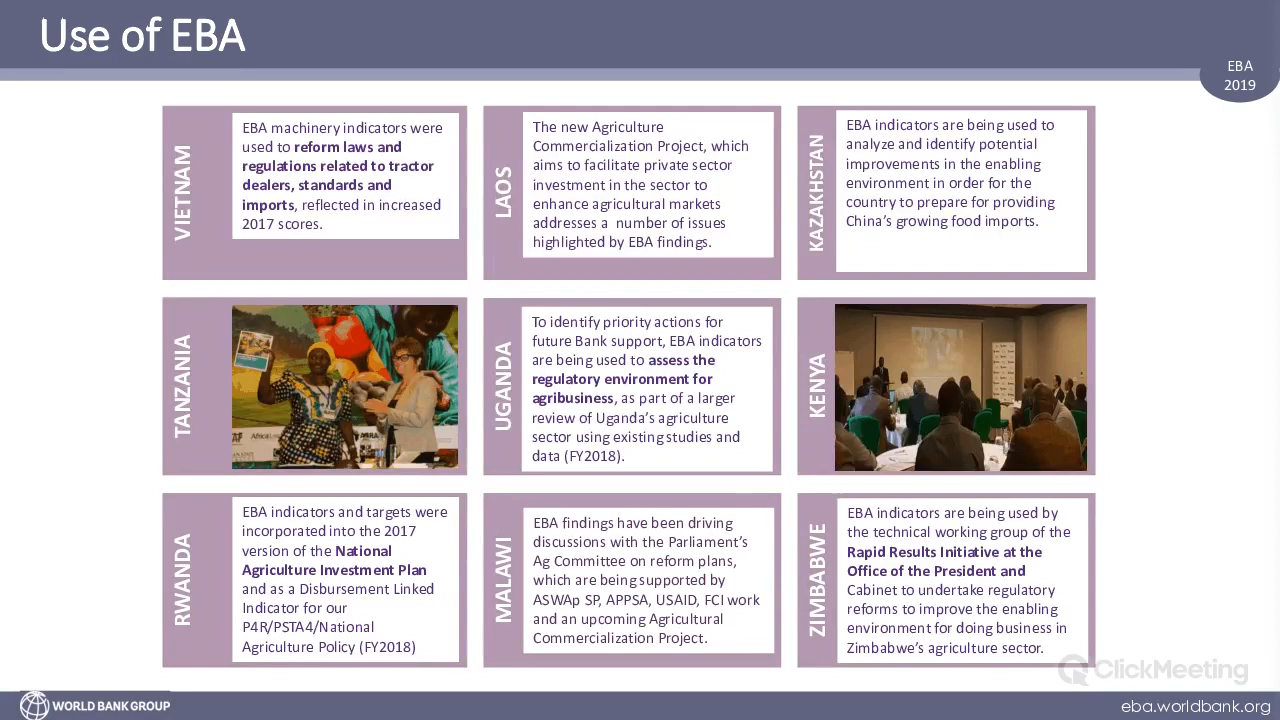 Use of EBA
EBA
2019
VIETNAM
EBA machinery indicators were
used to reform laws and
regulations related to tractor
dealers, standards and
imports, reflected in increased
2017 scores.
LAOS
The new Agriculture
Commercialization Project, which
aims to facilitate private sector
investment in the sector to
enhance agricultural markets
addresses a number of issues
highlighted by EBA findings.
KAZAKHSTAN
EBA indicators are being used to
analyze and identify potential
improvements in the enabling
environment in order for the
country to prepare for providing
China's growing food imports.
TANZANIA
UGANDA
To identify priority actions for
future Bank support, EBA indicators
are being used to assess the
regulatory environment for
agribusiness, as part of a larger
review of Uganda's agriculture
sector using existing studies and
data (FY2018).
KENYA
RWANDA
EBA indicators and targets were
incorporated into the 2017
version of the National
Agriculture Investment Plan
and as a Disbursement Linked
Indicator for our
P4R/PSTA4/National
Agriculture Policy (FY2018)
MALAWI
EBA findings have been driving
discussions with the Parliament's
Ag Committee on reform plans,
which are being supported by
ASWAp SP, APPSA, USAID, FCI work
and an upcoming Agricultural
Commercialization Project.
ZIMBABWE
EBA indicators are being used by
the technical working group of the
Rapid Results Initiative at the
Office of the President and
Cabinet to undertake regulatory
reforms to improve the enabling
environment for doing business in
Zimbabwe's agriculture sector.
ClickMeeting
WORLD BANK GROUP
eba.worldbank.org